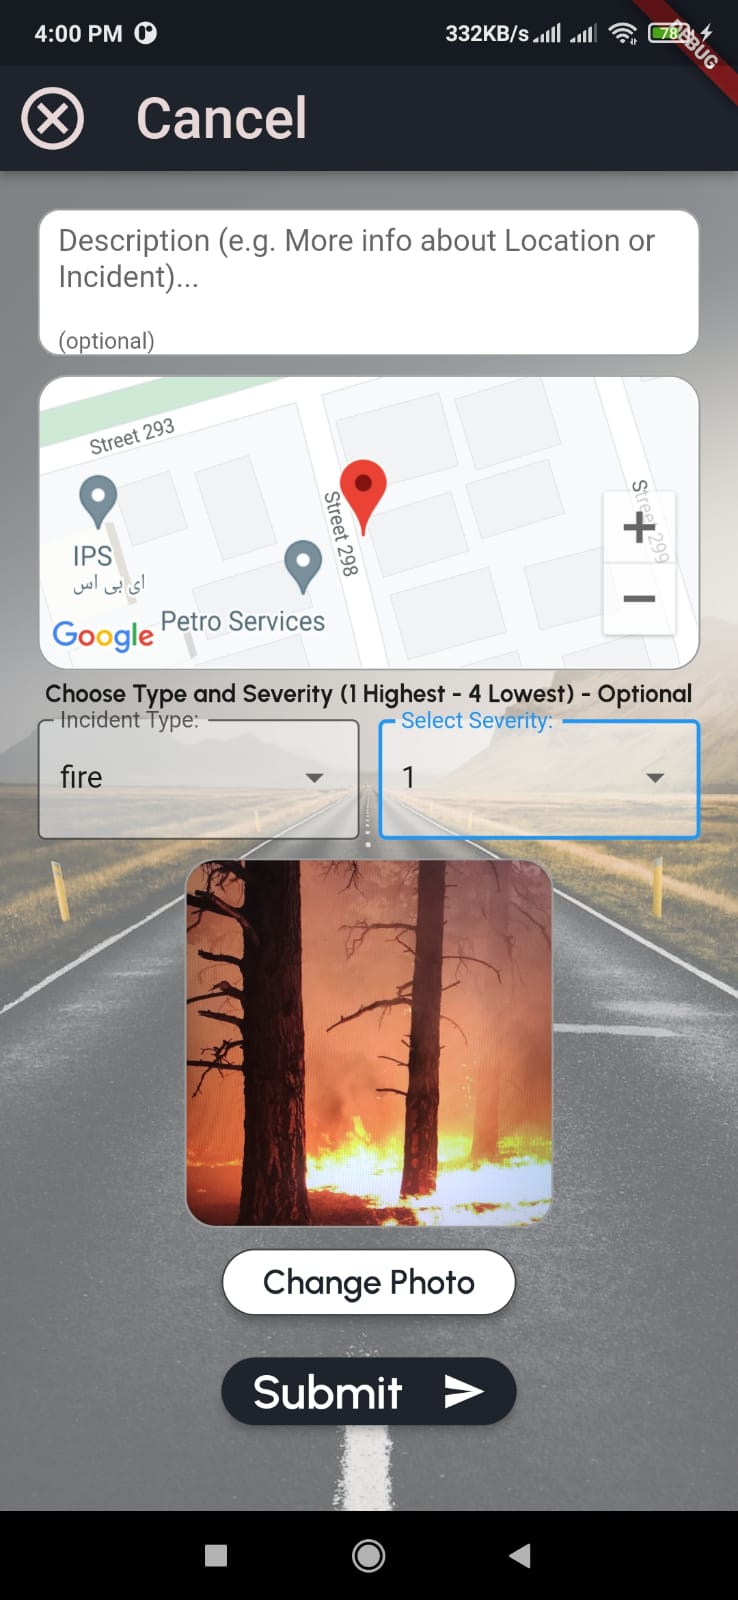 4:00 PM 332KB/s 78
DEBUG
Cancel
Description (e.g. More info about Location or
Incident)...
(optional)
Street 293
Street 298
Street 299
IPS
ای بی اس
Petro Services
Google
Choose Type and Severity (1 Highest - 4 Lowest) - Optional
Incident Type: Select Severity:
fire 1
Change Photo
Submit